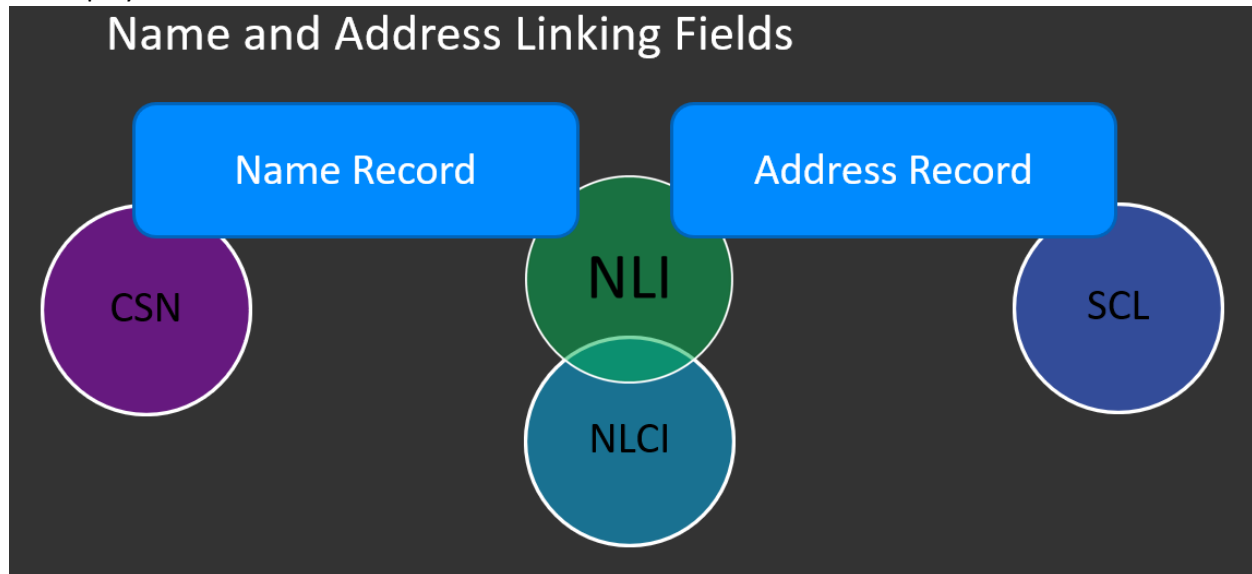 Name and Address Linking Fields
Name Record
Address Record
NLI
CSN
SCL
NLCI